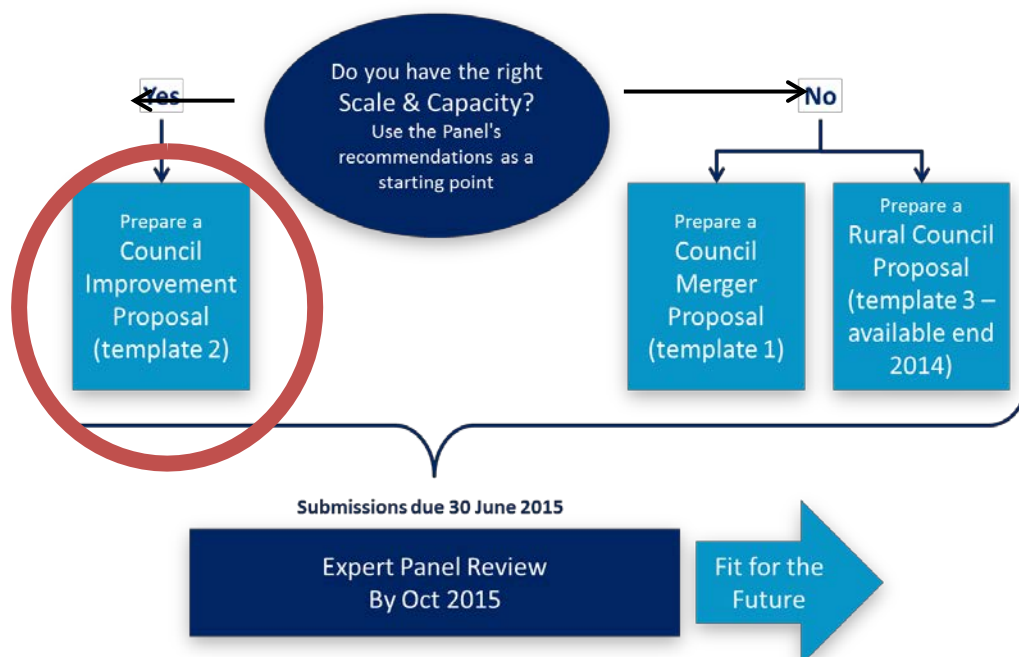 Do you have the right
Scale & Capacity?
Use the Panel's
recommendations as a
starting point
Yes
No
Prepare a
Council
Improvement
Proposal
(template 2)
Prepare a
Council
Merger
Proposal
(template 1)
Prepare a
Rural Council
Proposal
(template 3 –
available end
2014)
Submissions due 30 June 2015
Expert Panel Review
By Oct 2015
Fit for the
Future